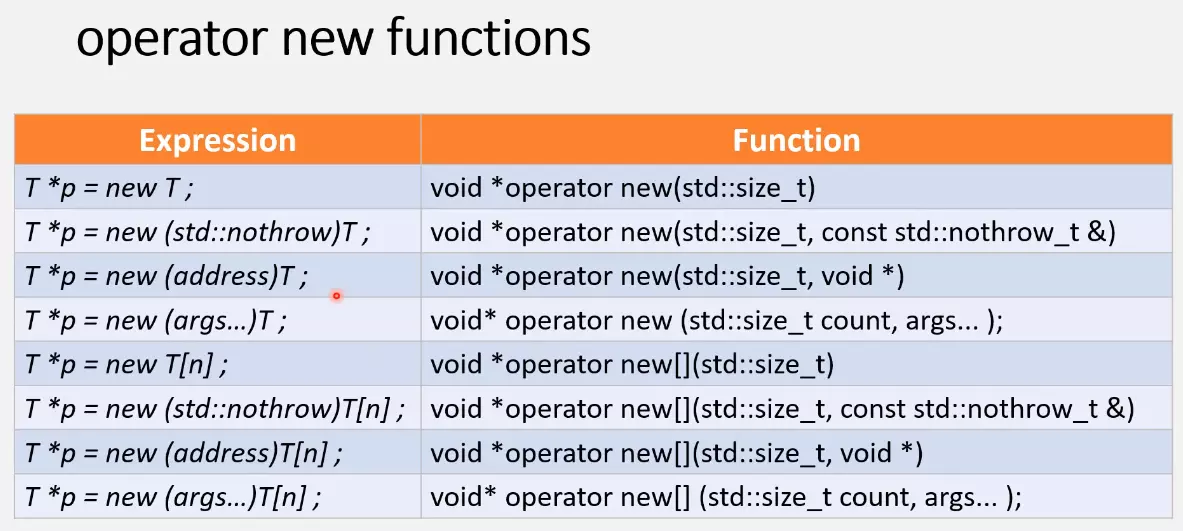 operator new functions
Expression Function
T *p = new T ; void *operator new(std::size_t)
T *p = new (std::nothrow)T ; void *operator new(std::size_t, const std::nothrow_t &)
T *p = new (address)T ; void *operator new(std::size_t, void *)
T *p = new (args...)T ; void* operator new (std::size_t count, args... );
T *p = new T[n] ; void *operator new[](std::size_t)
T *p = new (std::nothrow)T[n] ; void *operator new[](std::size_t, const std::nothrow_t &)
T *p = new (address)T[n] ; void *operator new[](std::size_t, void *)
T *p = new (args...)T[n] ; void* operator new[] (std::size_t count, args... );